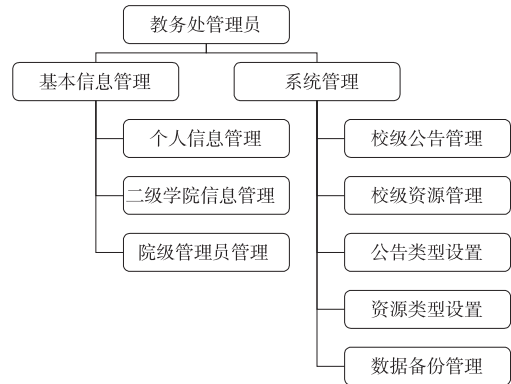 教务处管理员
基本信息管理
系统管理
个人信息管理
校级公告管理
二级学院信息管理
校级资源管理
院级管理员管理
公告类型设置
资源类型设置
数据备份管理